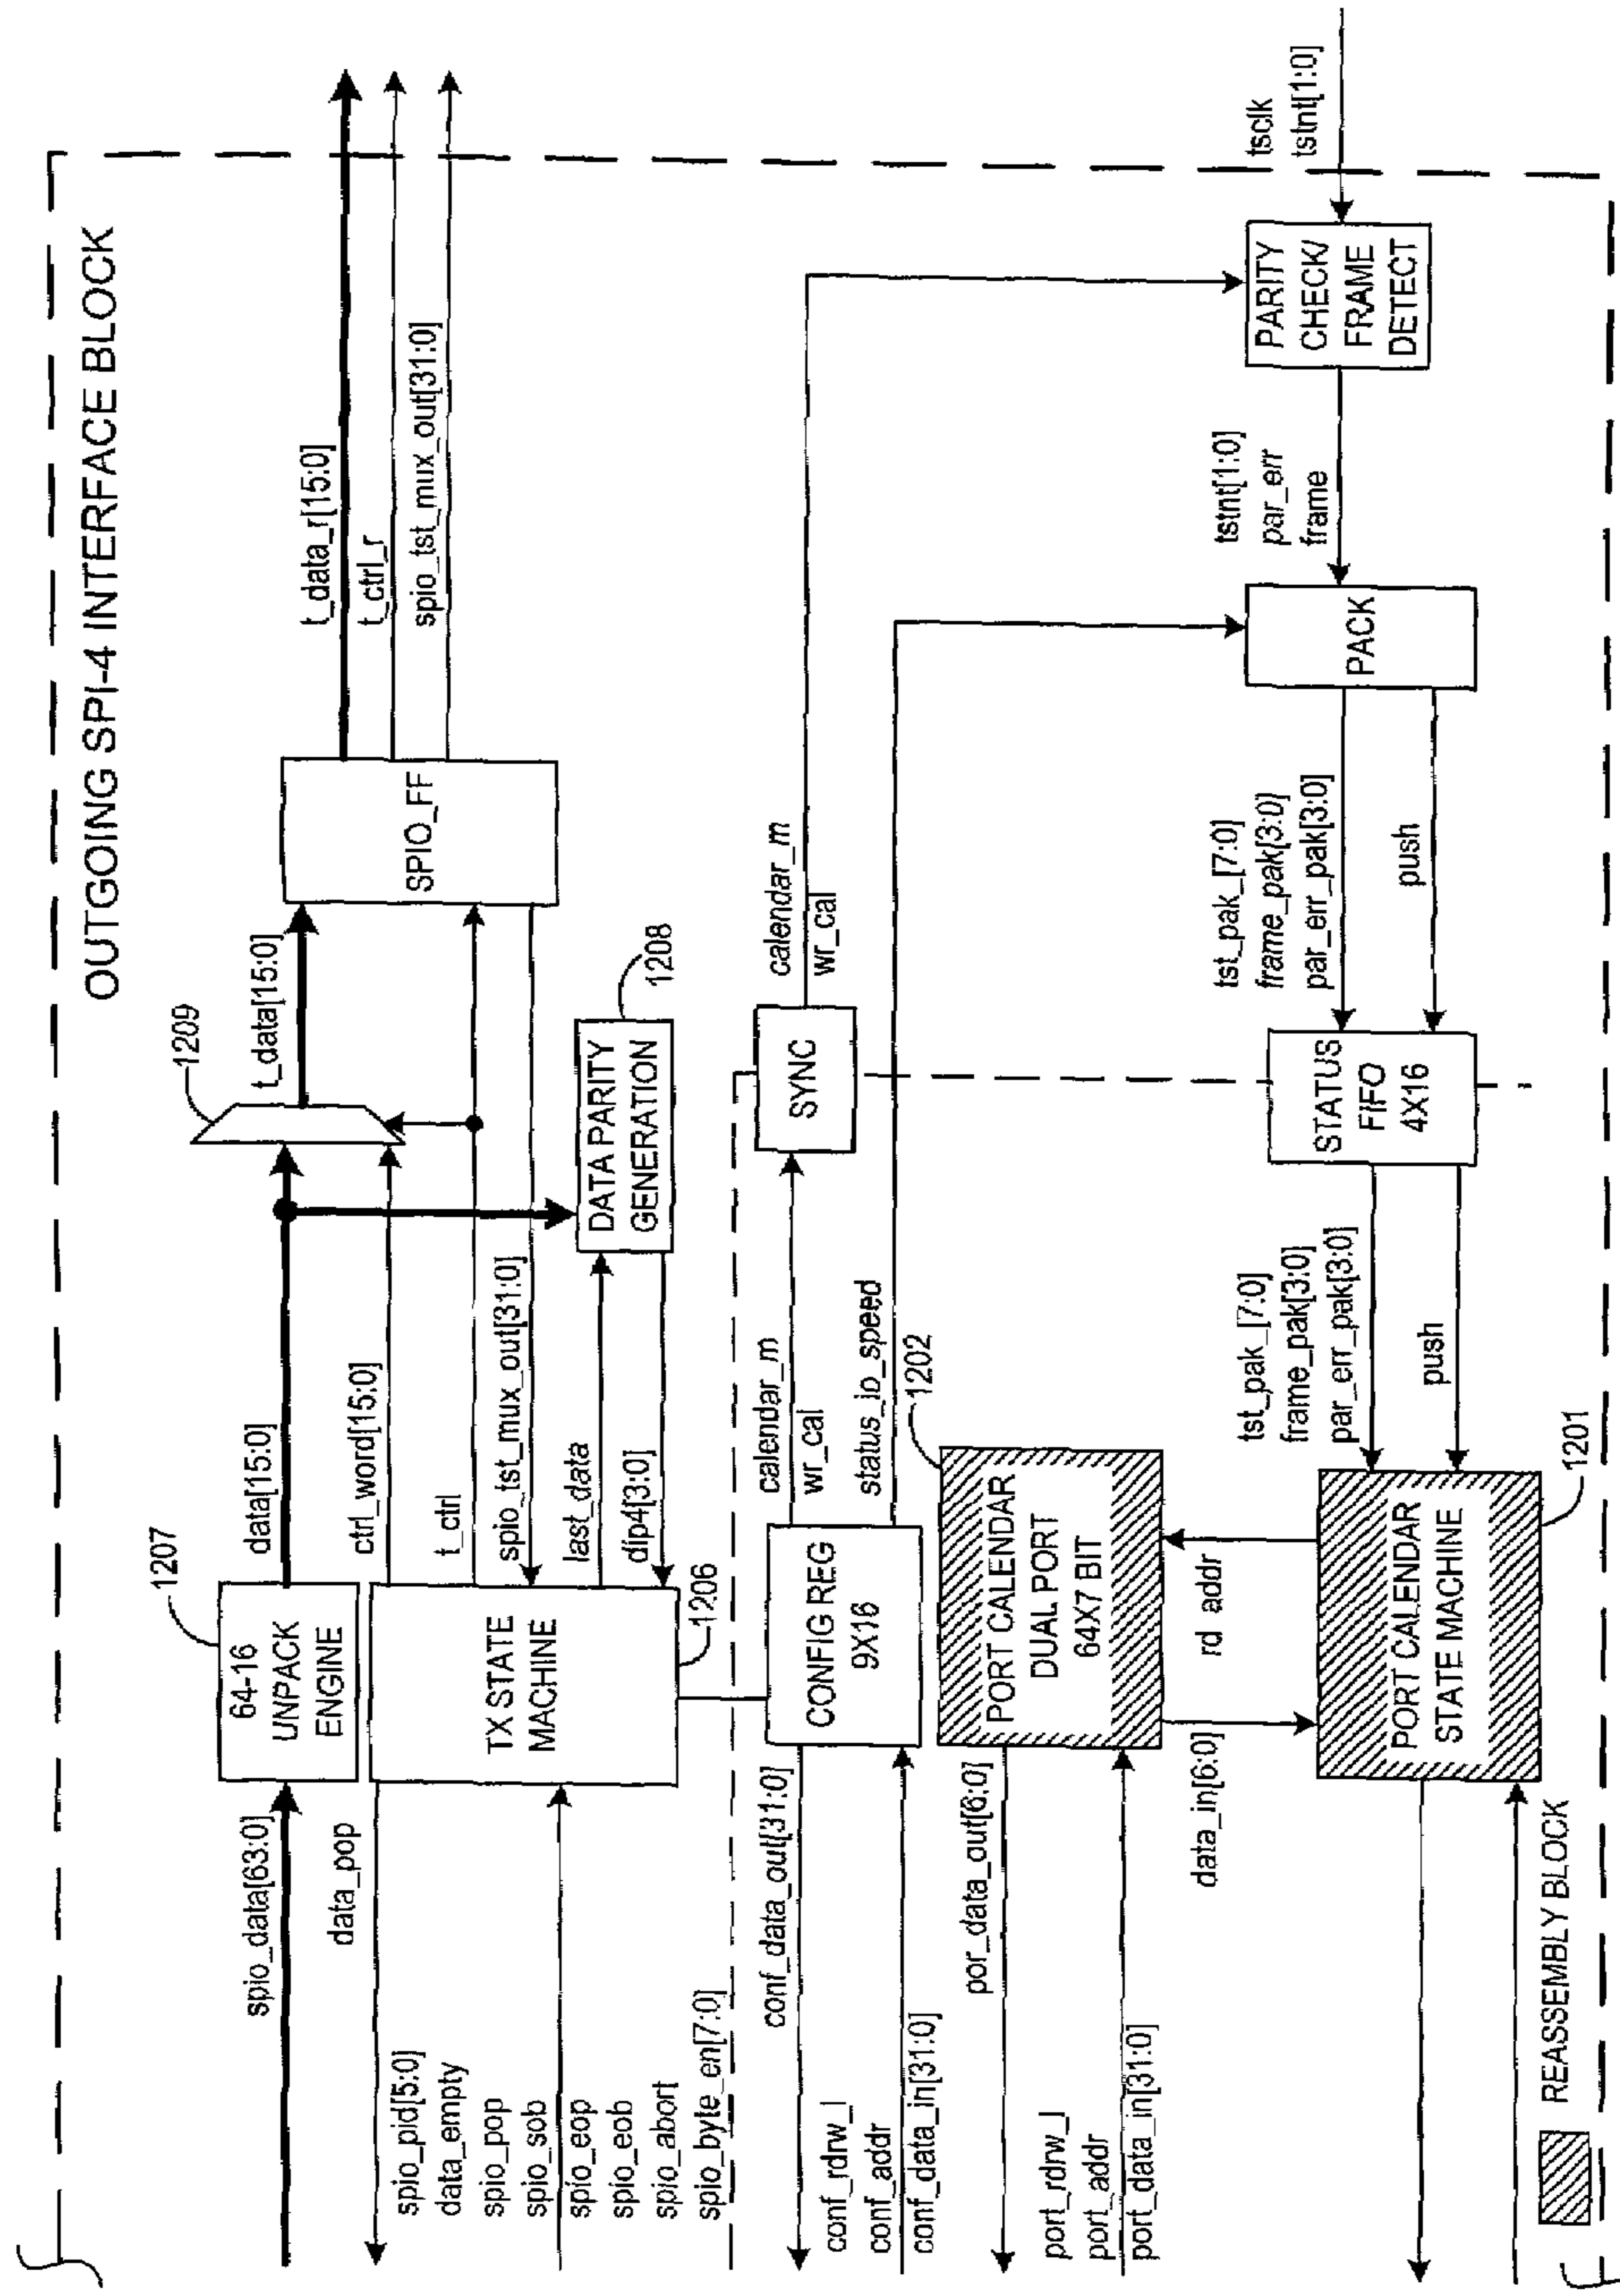 OUTGOING SPI-4 INTERFACE BLOCK
spio_data[63:0]
1207
64-16
UNPACK
ENGINE
data[15:0]
1209
t_data[15:0]
SPIO_FF
t_data_r[15:0]
t_ctrl_r
spio_tst_mux_out[31:0]
data_pop
spio_pid[5:0]
data_empty
spio_pop
spio_sob
spio_eop
spio_eob
spio_abort
spio_byte_en[7:0]
TX STATE
MACHINE
1206
ctrl_word[15:0]
t_ctrl
spio_tst_mux_out[31:0]
last_data
dip4[3:0]
DATA PARITY
GENERATION
1208
conf_data_out[31:0]
conf_rdrw_l
conf_addr
conf_data_in[31:0]
CONFIG REG
9X16
calendar_m
wr_cal
status_io_speed
SYNC
calendar_m
wr_cal
por_data_out[6:0]
port_rdrw_l
port_addr
port_data_in[31:0]
1202
PORT CALENDAR
DUAL PORT
64X7 BIT
data_in[6:0]
rd_addr
PORT CALENDAR
STATE MACHINE
1201
tst_pak_[7:0]
frame_pak[3:0]
par_err_pak[3:0]
push
STATUS
FIFO
4X16
tst_pak_[7:0]
frame_pak[3:0]
par_err_pak[3:0]
push
PACK
tstnt[1:0]
par_err
frame
PARITY
CHECK/
FRAME
DETECT
tsclk
tstnt[1:0]
REASSEMBLY BLOCK